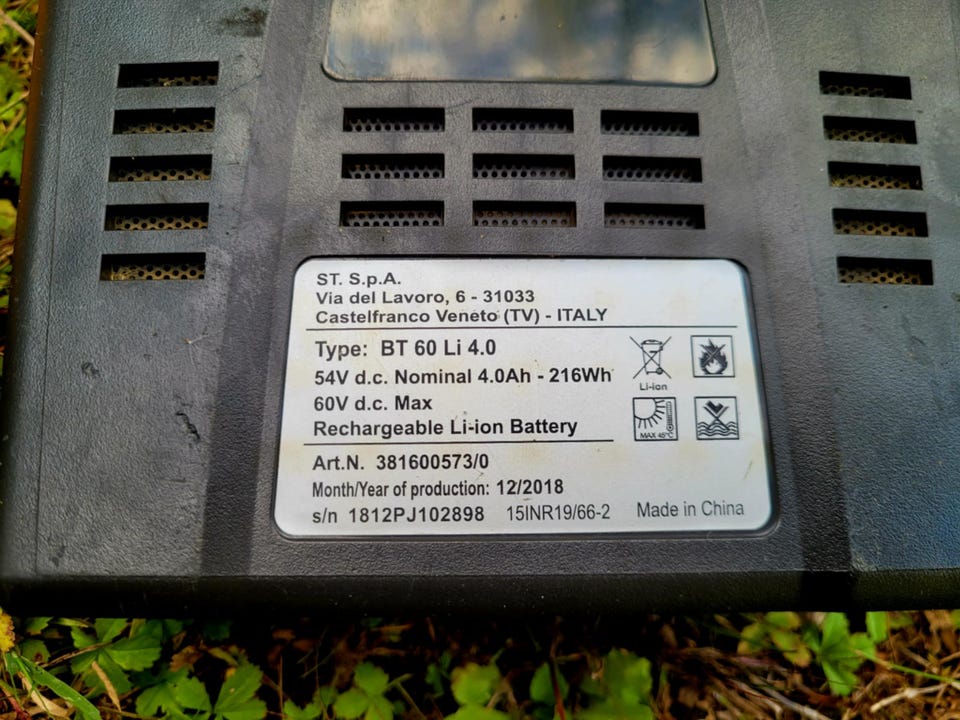 ST. S.p.A.
Via del Lavoro, 6 - 31033
Castelfranco Veneto (TV) - ITALY
Type: BT 60 Li 4.0
54V d.c. Nominal 4.0Ah - 216Wh
60V d.c. Max
Rechargeable Li-ion Battery
Li-ion
MAX 45°C
Art.N. 381600573/0
Month/Year of production: 12/2018
s/n 1812PJ102898 15INR19/66-2 Made in China